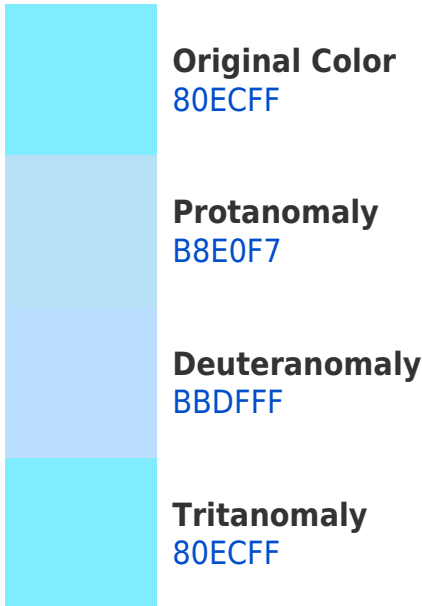 Original Color
80ECFF
Protanomaly
B8E0F7
Deuteranomaly
BBDFFF
Tritanomaly
80ECFF